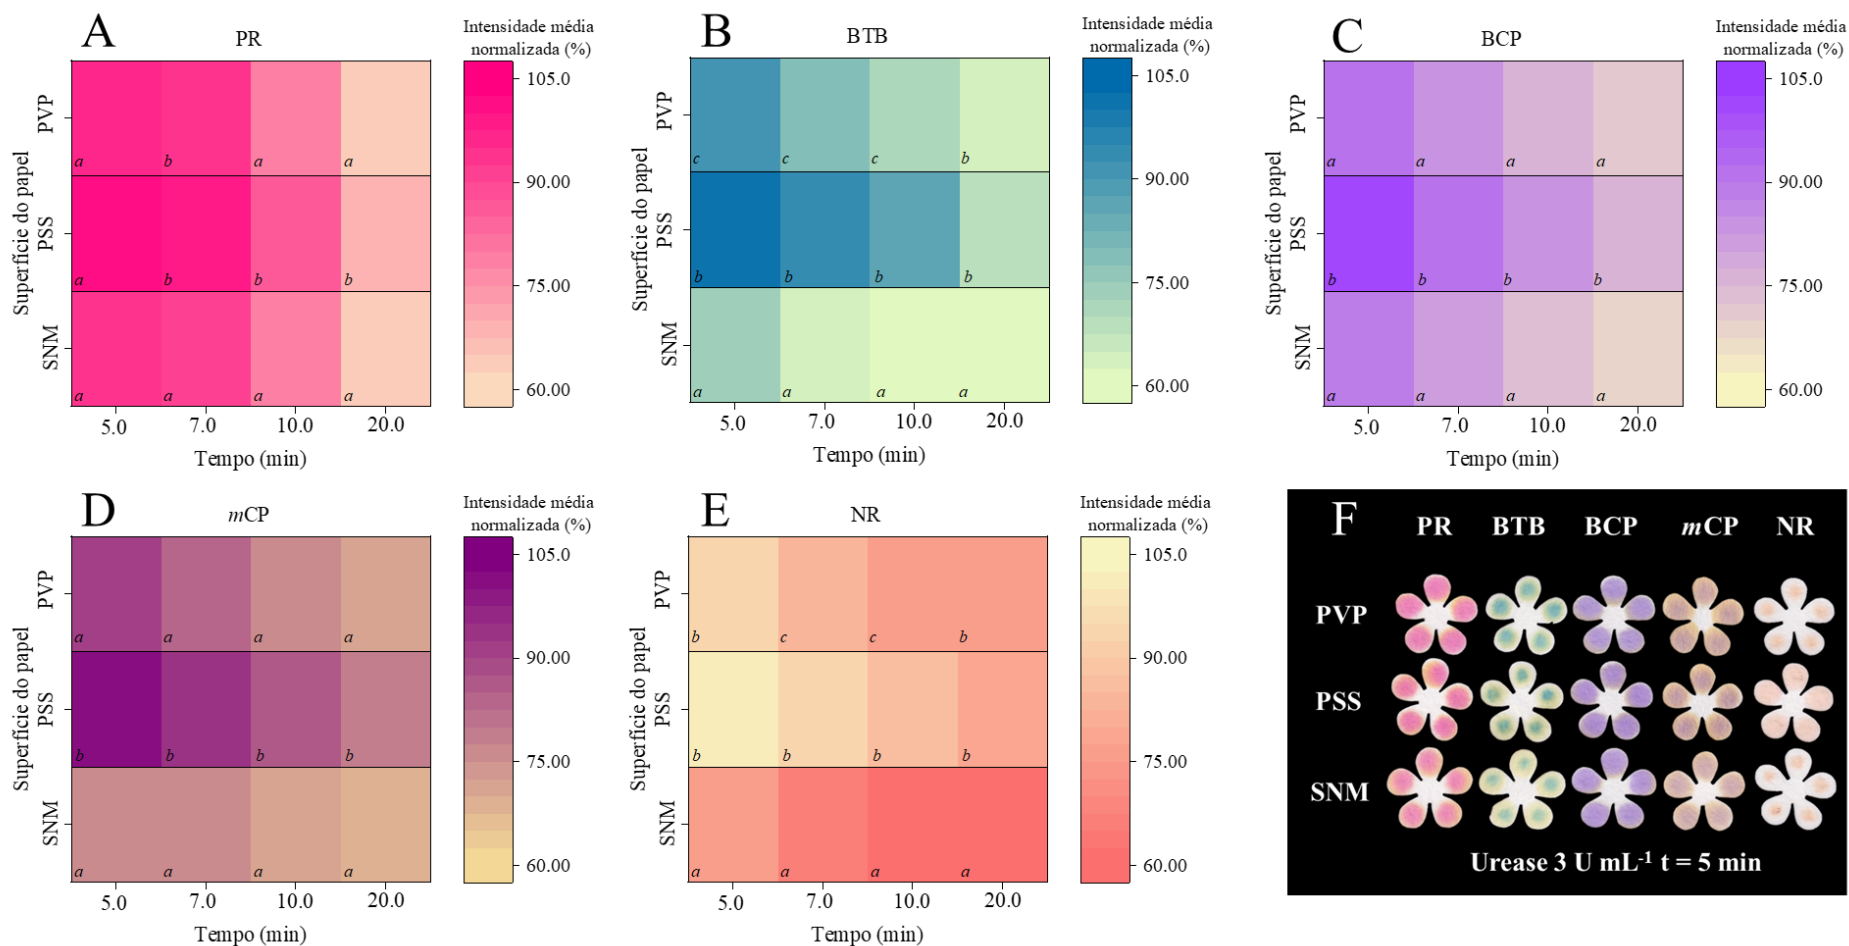 A
PR
Intensidade média
normalizada (%)
105.0
90.00
75.00
60.00
Superfície do papel
PVP
PSS
SNM
a b a a
a b b b
a a a a
5.0 7.0 10.0 20.0
Tempo (min)
B
BTB
Intensidade média
normalizada (%)
105.0
90.00
75.00
60.00
Superfície do papel
PVP
PSS
SNM
c c c b
b b b b
a a a a
5.0 7.0 10.0 20.0
Tempo (min)
C
BCP
Intensidade média
normalizada (%)
105.0
90.00
75.00
60.00
Superfície do papel
PVP
PSS
SNM
a a a a
b b b b
a a a a
5.0 7.0 10.0 20.0
Tempo (min)
D
mCP
Intensidade média
normalizada (%)
105.0
90.00
75.00
60.00
Superfície do papel
PVP
PSS
SNM
a a a a
b b b b
a a a a
5.0 7.0 10.0 20.0
Tempo (min)
E
NR
Intensidade média
normalizada (%)
105.0
90.00
75.00
60.00
Superfície do papel
PVP
PSS
SNM
b c c b
b b b b
a a a a
5.0 7.0 10.0 20.0
Tempo (min)
F
PR BTB BCP mCP NR
PVP
PSS
SNM
Urease 3 U mL⁻¹ t = 5 min